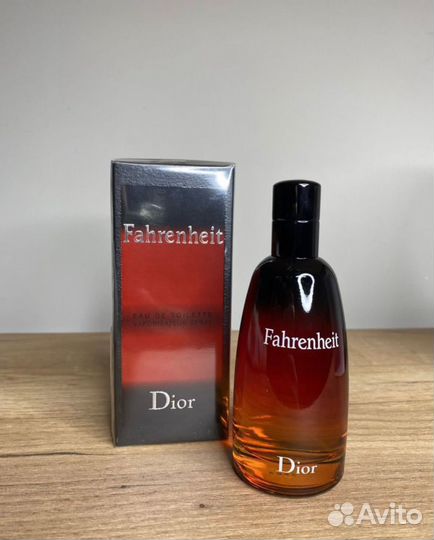 Fahrenheit
EAU DE TOILETTE
VAPORISATEUR SPRAY
Dior
Fahrenheit
Dior
Avito